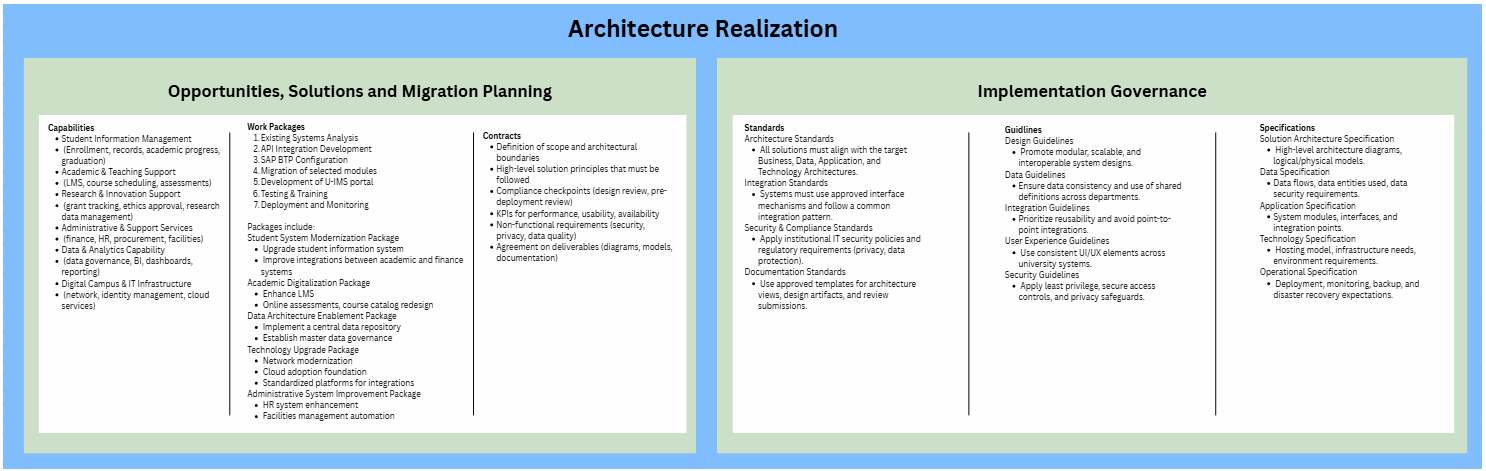 Architecture Realization
Opportunities, Solutions and Migration Planning
Capabilities
• Student Information Management
• (Enrollment, records, academic progress,
graduation)
• Academic & Teaching Support
• (LMS, course scheduling, assessments)
• Research & Innovation Support
• (grant tracking, ethics approval, research
data management)
• Administrative & Support Services
• (finance, HR, procurement, facilities)
• Data & Analytics Capability
• (data governance, BI, dashboards,
reporting)
• Digital Campus & IT Infrastructure
• (network, identity management, cloud
services)
Work Packages
1. Existing Systems Analysis
2. API Integration Development
3. SAP BTP Configuration
4. Migration of selected modules
5. Development of U-IMS portal
6. Testing & Training
7. Deployment and Monitoring
Packages include:
Student System Modernization Package
• Upgrade student information system
• Improve integrations between academic and finance
systems
Academic Digitalization Package
• Enhance LMS
• Online assessments, course catalog redesign
Data Architecture Enablement Package
• Implement a central data repository
• Establish master data governance
Technology Upgrade Package
• Network modernization
• Cloud adoption foundation
• Standardized platforms for integrations
Administrative System Improvement Package
• HR system enhancement
• Facilities management automation
Contracts
• Definition of scope and architectural
boundaries
• High-level solution principles that must be
followed
• Compliance checkpoints (design review, pre-
deployment review)
• KPIs for performance, usability, availability
• Non-functional requirements (security,
privacy, data quality)
• Agreement on deliverables (diagrams, models,
documentation)
Implementation Governance
Standards
Architecture Standards
• All solutions must align with the target
Business, Data, Application, and
Technology Architectures.
Integration Standards
• Systems must use approved interface
mechanisms and follow a common
integration pattern.
Security & Compliance Standards
• Apply institutional IT security policies and
regulatory requirements (privacy, data
protection).
Documentation Standards
• Use approved templates for architecture
views, design artifacts, and review
submissions.
Guidlines
Design Guidelines
• Promote modular, scalable, and
interoperable system designs.
Data Guidelines
• Ensure data consistency and use of shared
definitions across departments.
Integration Guidelines
• Prioritize reusability and avoid point-to-
point integrations.
User Experience Guidelines
• Use consistent UI/UX elements across
university systems.
Security Guidelines
• Apply least privilege, secure access
controls, and privacy safeguards.
Specifications
Solution Architecture Specification
• High-level architecture diagrams,
logical/physical models.
Data Specification
• Data flows, data entities used, data
security requirements.
Application Specification
• System modules, interfaces, and
integration points.
Technology Specification
• Hosting model, infrastructure needs,
environment requirements.
Operational Specification
• Deployment, monitoring, backup, and
disaster recovery expectations.